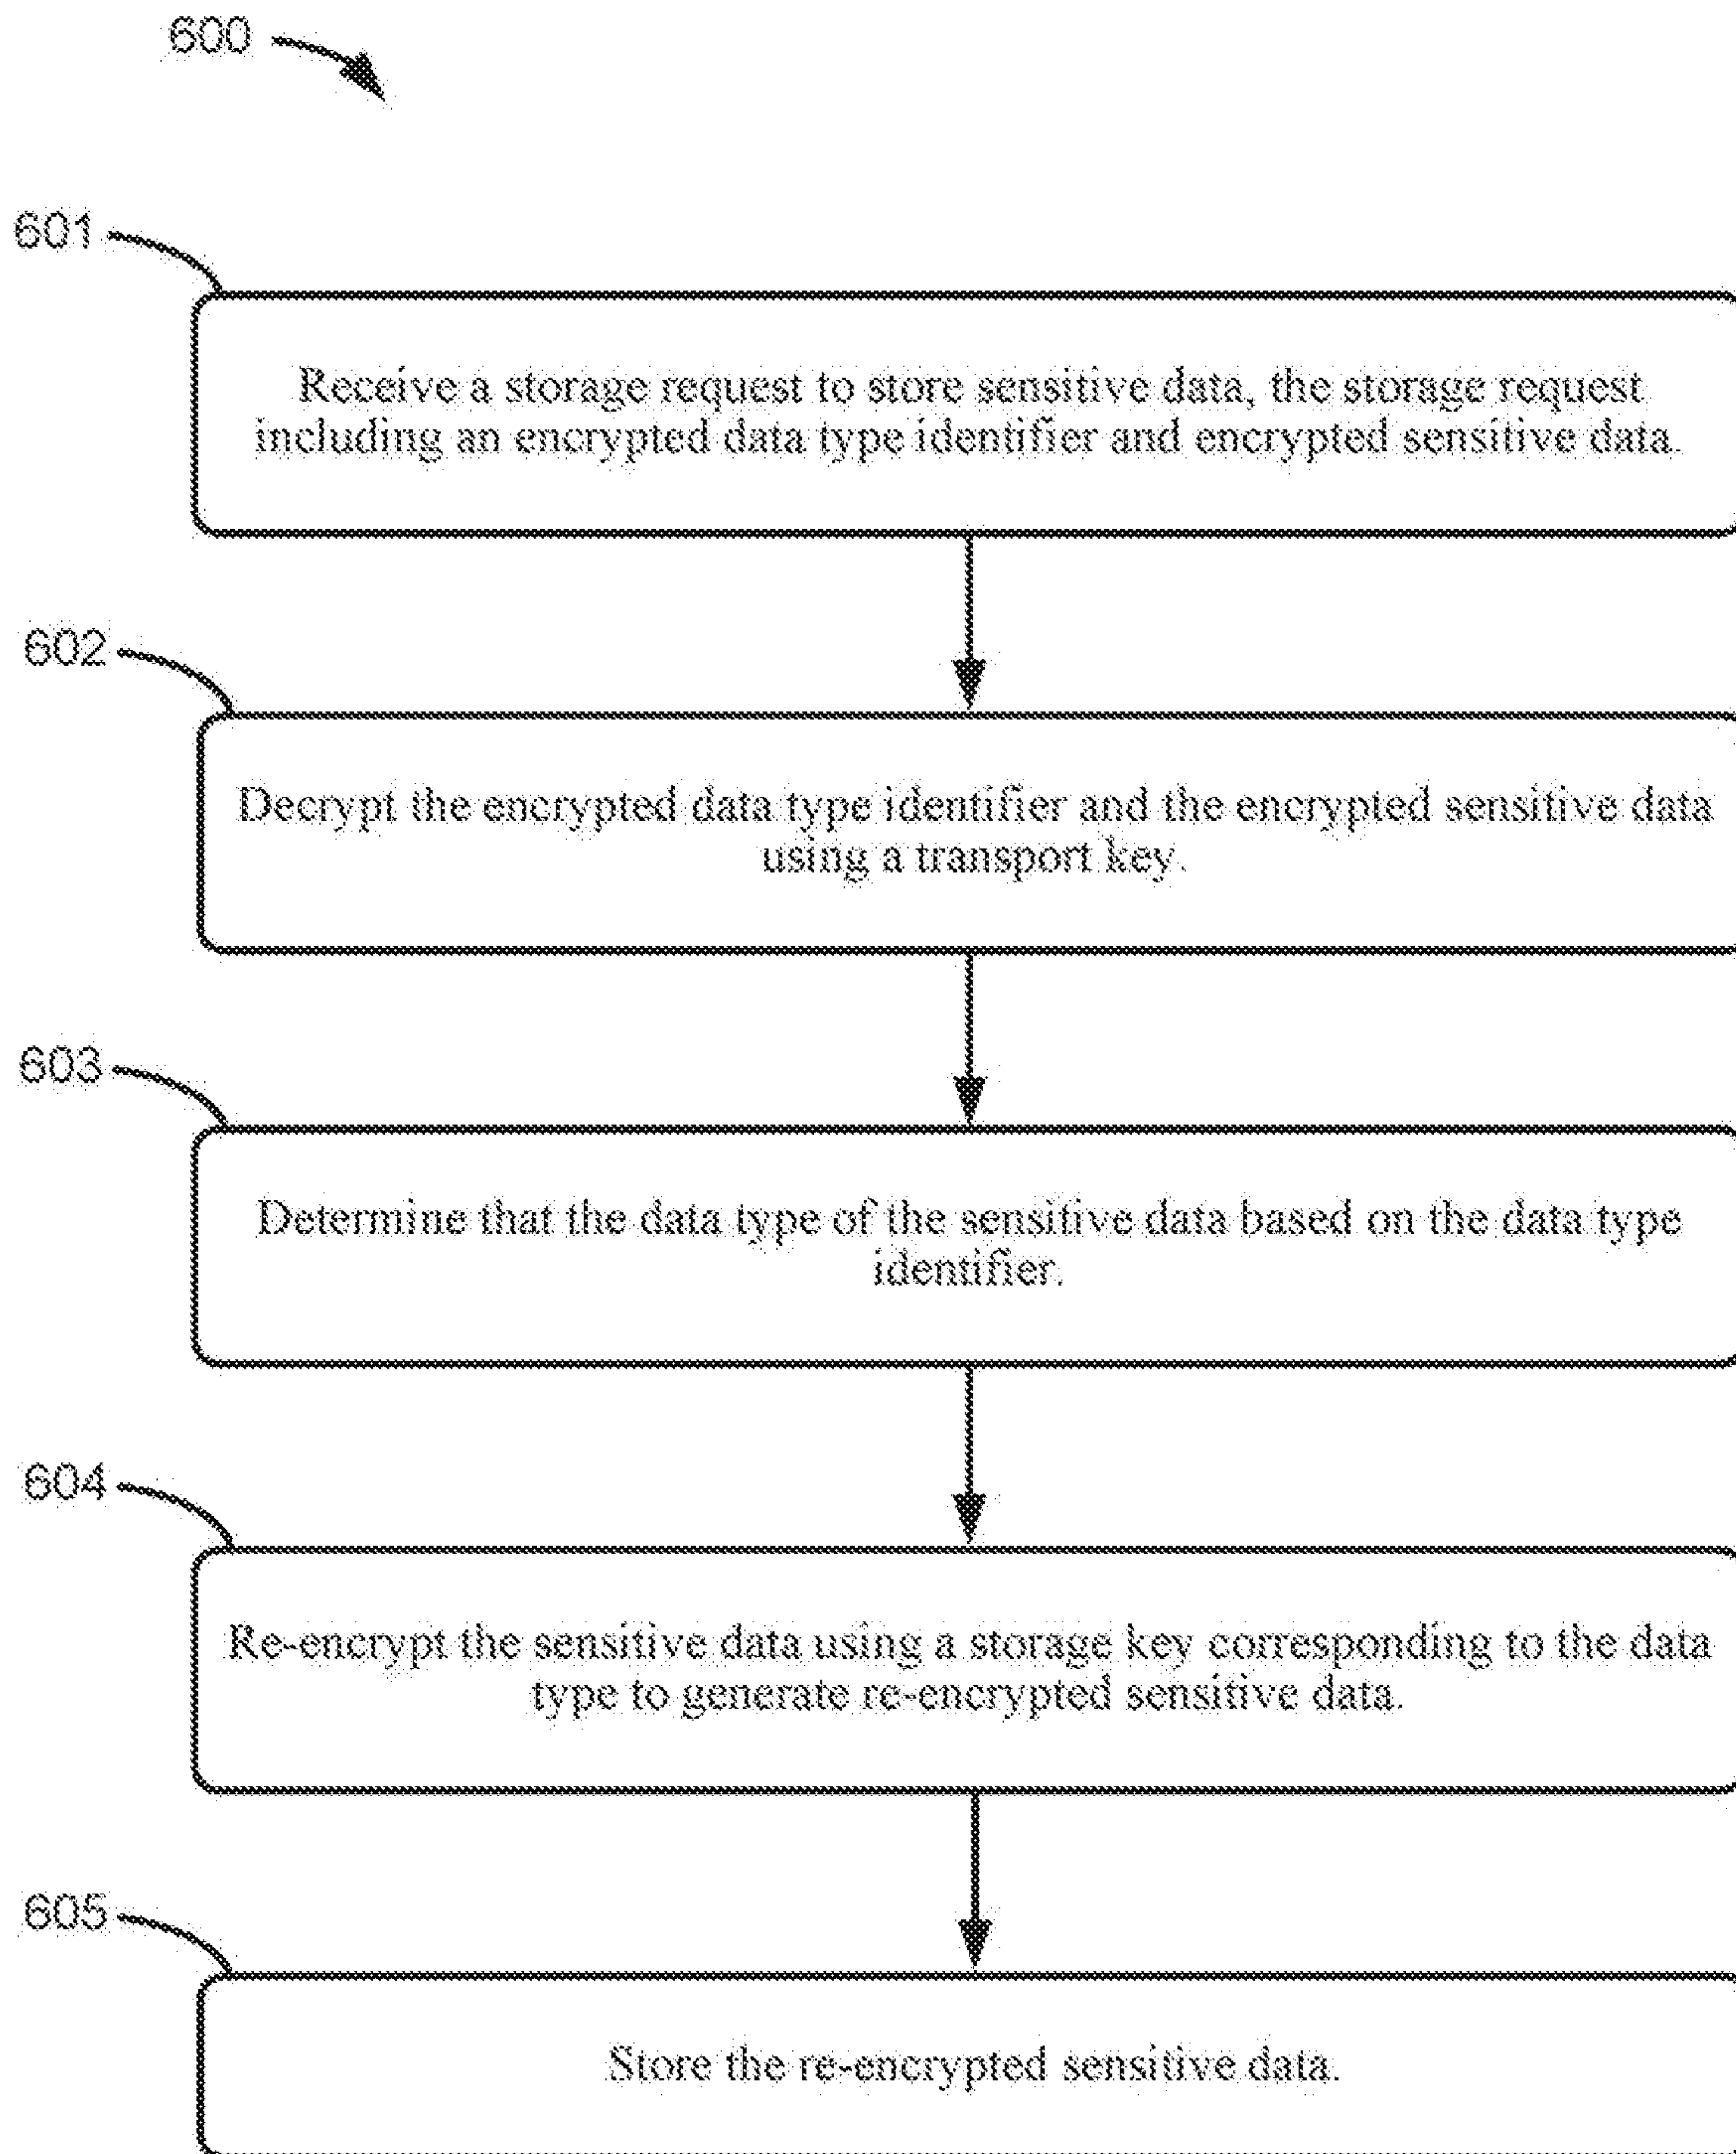 600
601
Receive a storage request to store sensitive data, the storage request
including an encrypted data type identifier and encrypted sensitive data.
602
Decrypt the encrypted data type identifier and the encrypted sensitive data
using a transport key.
603
Determine that the data type of the sensitive data based on the data type
identifier.
604
Re-encrypt the sensitive data using a storage key corresponding to the data
type to generate re-encrypted sensitive data.
605
Store the re-encrypted sensitive data.